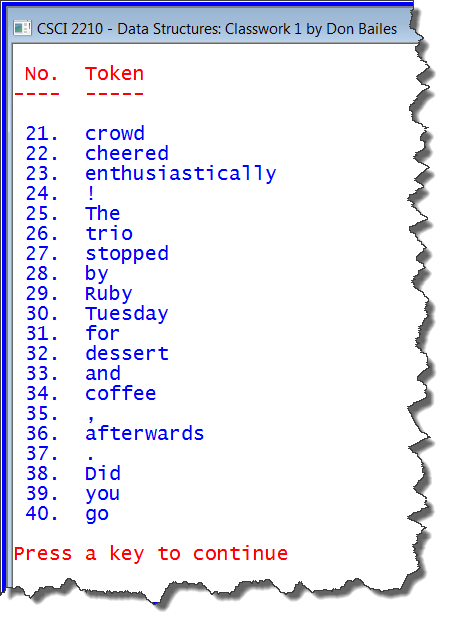 CSCI 2210 - Data Structures: Classwork 1 by Don Bailes
No. Token
---- -----
21. crowd
22. cheered
23. enthusiastically
24. !
25. The
26. trio
27. stopped
28. by
29. Ruby
30. Tuesday
31. for
32. dessert
33. and
34. coffee
35. ,
36. afterwards
37. .
38. Did
39. you
40. go
Press a key to continue